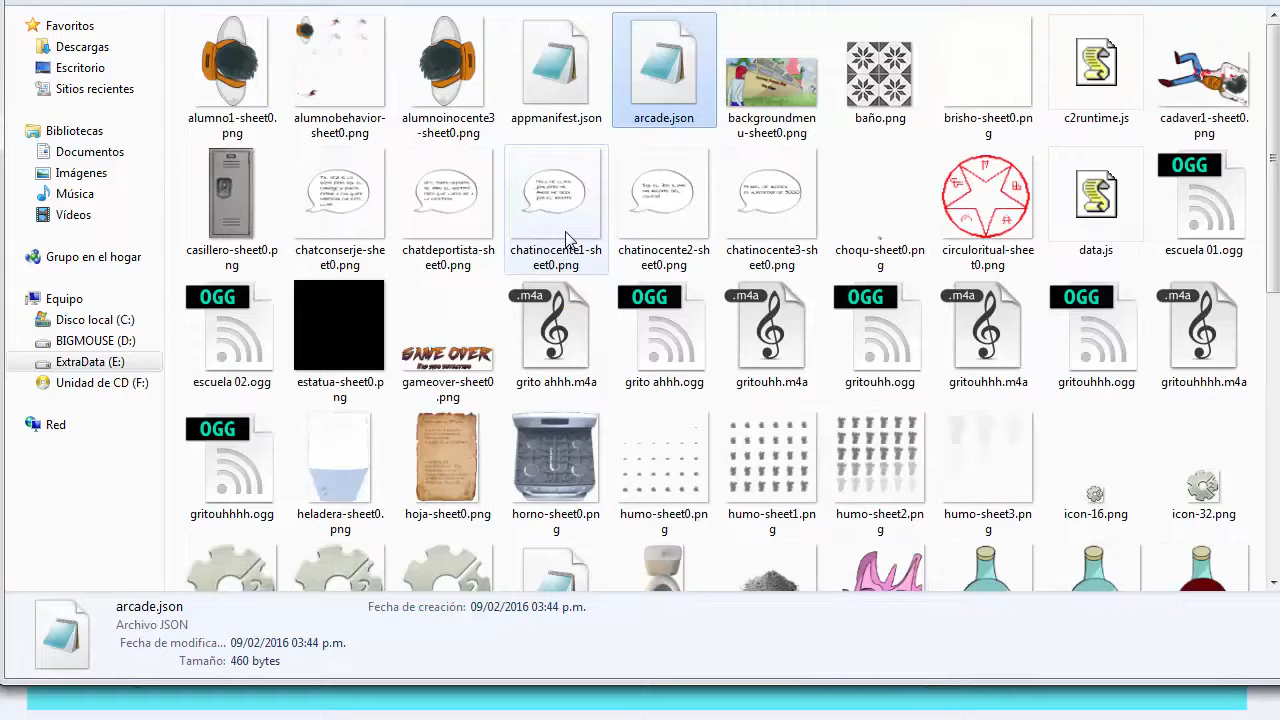 Favoritos
Descargas
Escritorio
Sitios recientes
Bibliotecas
Documentos
Imágenes
Música
Vídeos
Grupo en el hogar
Equipo
Disco local (C:)
BIGMOUSE (D:)
ExtraData (E:)
Unidad de CD (F:)
Red
alumno1-sheet0.
png
alumnobehavior-
sheet0.png
alumnoinocente3
-sheet0.png
appmanifest.json
arcade.json
backgroundmen
u-sheet0.png
baño.png
brisho-sheet0.pn
g
c2runtime.js
cadaver1-sheet0.
png
casillero-sheet0.p
ng
chatconserje-she
et0.png
chatdeportista-sh
eet0.png
chatinocente1-sh
eet0.png
chatinocente2-sh
eet0.png
chatinocente3-sh
eet0.png
choqu-sheet0.pn
g
circuloritual-shee
t0.png
data.js
OGG
escuela 01.ogg
OGG
escuela 02.ogg
estatua-sheet0.p
ng
GAME OVER
gameover-sheet0
.png
.m4a
grito ahhh.m4a
OGG
grito ahhh.ogg
.m4a
gritouhh.m4a
OGG
gritouhh.ogg
.m4a
gritouhhh.m4a
OGG
gritouhhh.ogg
.m4a
gritouhhhh.m4a
OGG
gritouhhhh.ogg
heladera-sheet0.
png
hoja-sheet0.png
horno-sheet0.pn
g
humo-sheet0.pn
g
humo-sheet1.pn
g
humo-sheet2.pn
g
humo-sheet3.pn
g
icon-16.png
icon-32.png
arcade.json
Archivo JSON
Fecha de modifica... 09/02/2016 03:44 p.m.
Tamaño: 460 bytes
Fecha de creación: 09/02/2016 03:44 p.m.